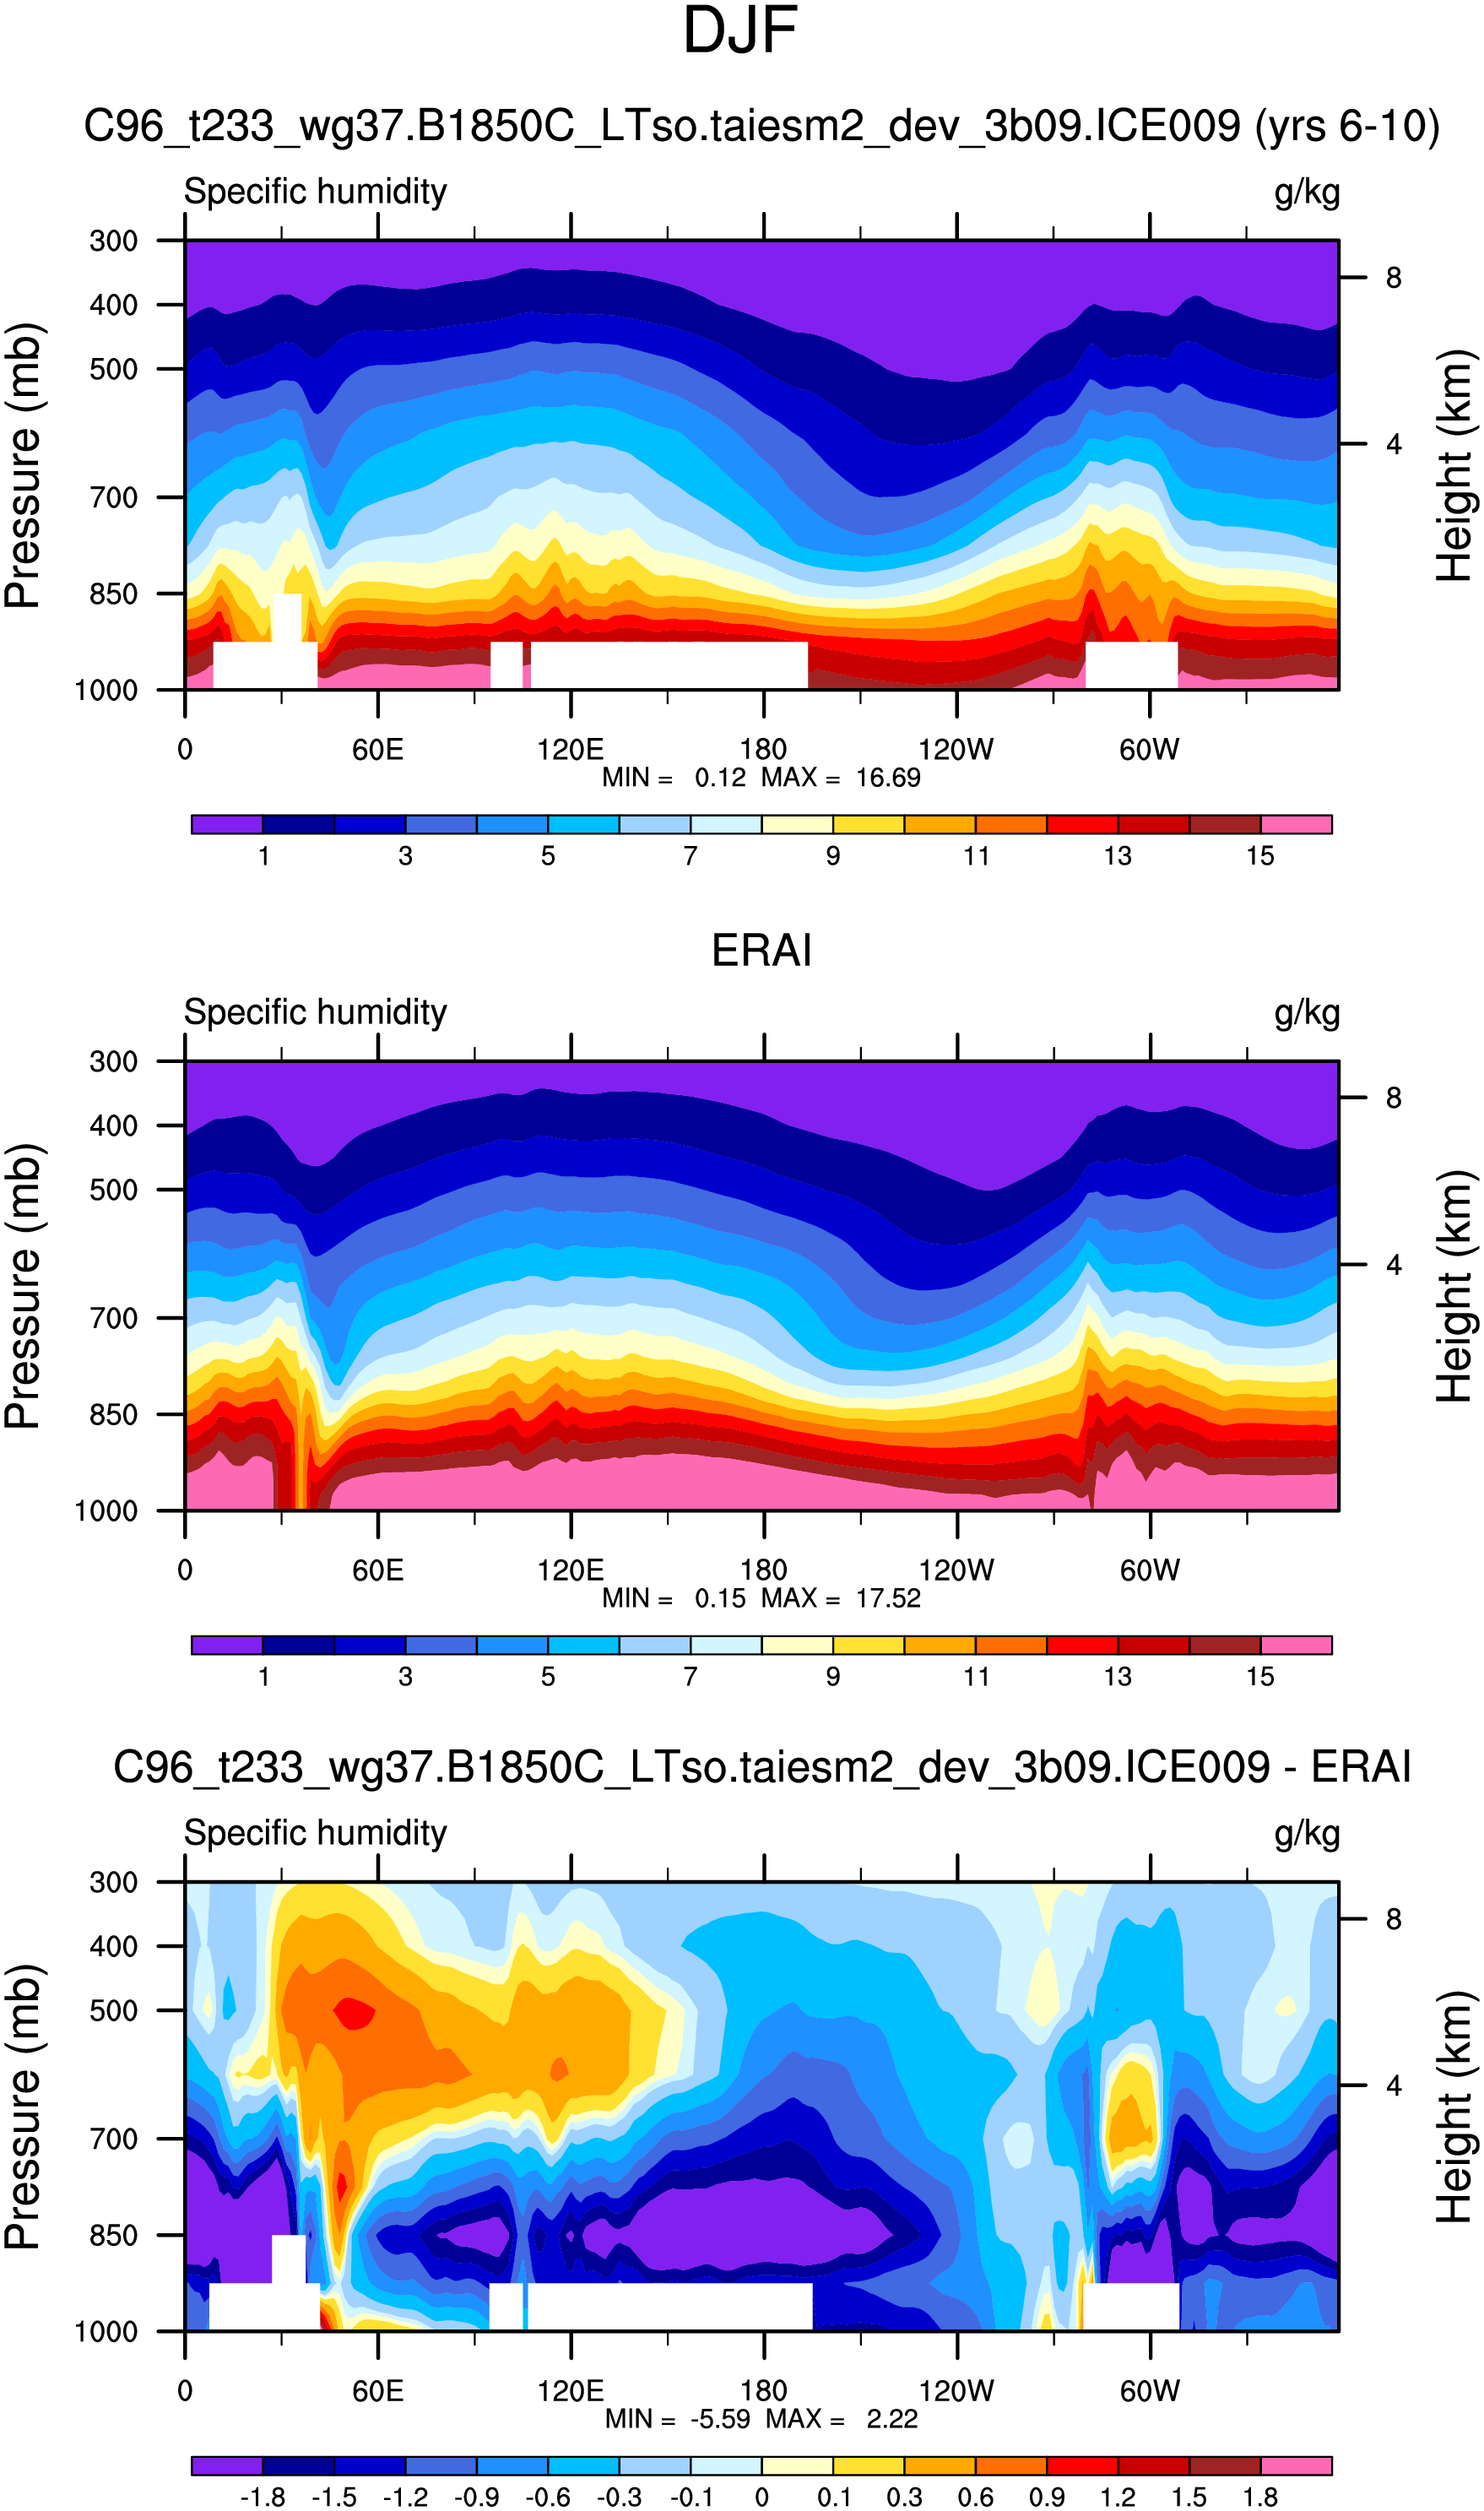 DJF
C96_t233_wg37.B1850C_LTso.taiesm2_dev_3b09.ICE009 (yrs 6-10)
Specific humidity g/kg
Pressure (mb)
300
400
500
700
850
1000
8
4
Height (km)
0 60E 120E 180 120W 60W
MIN = 0.12 MAX = 16.69
1 3 5 7 9 11 13 15
ERAI
Specific humidity g/kg
Pressure (mb)
300
400
500
700
850
1000
8
4
Height (km)
0 60E 120E 180 120W 60W
MIN = 0.15 MAX = 17.52
1 3 5 7 9 11 13 15
C96_t233_wg37.B1850C_LTso.taiesm2_dev_3b09.ICE009 - ERAI
Specific humidity g/kg
Pressure (mb)
300
400
500
700
850
1000
8
4
Height (km)
0 60E 120E 180 120W 60W
MIN = -5.59 MAX = 2.22
-1.8 -1.5 -1.2 -0.9 -0.6 -0.3 -0.1 0 0.1 0.3 0.6 0.9 1.2 1.5 1.8